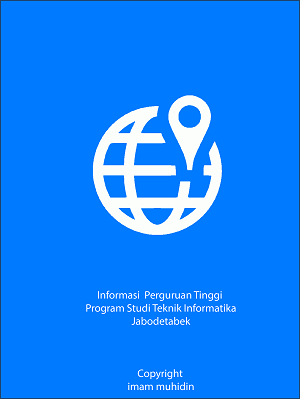 Informasi Perguruan Tinggi
Program Studi Teknik Informatika
Jabodetabek
Copyright
imam muhidin